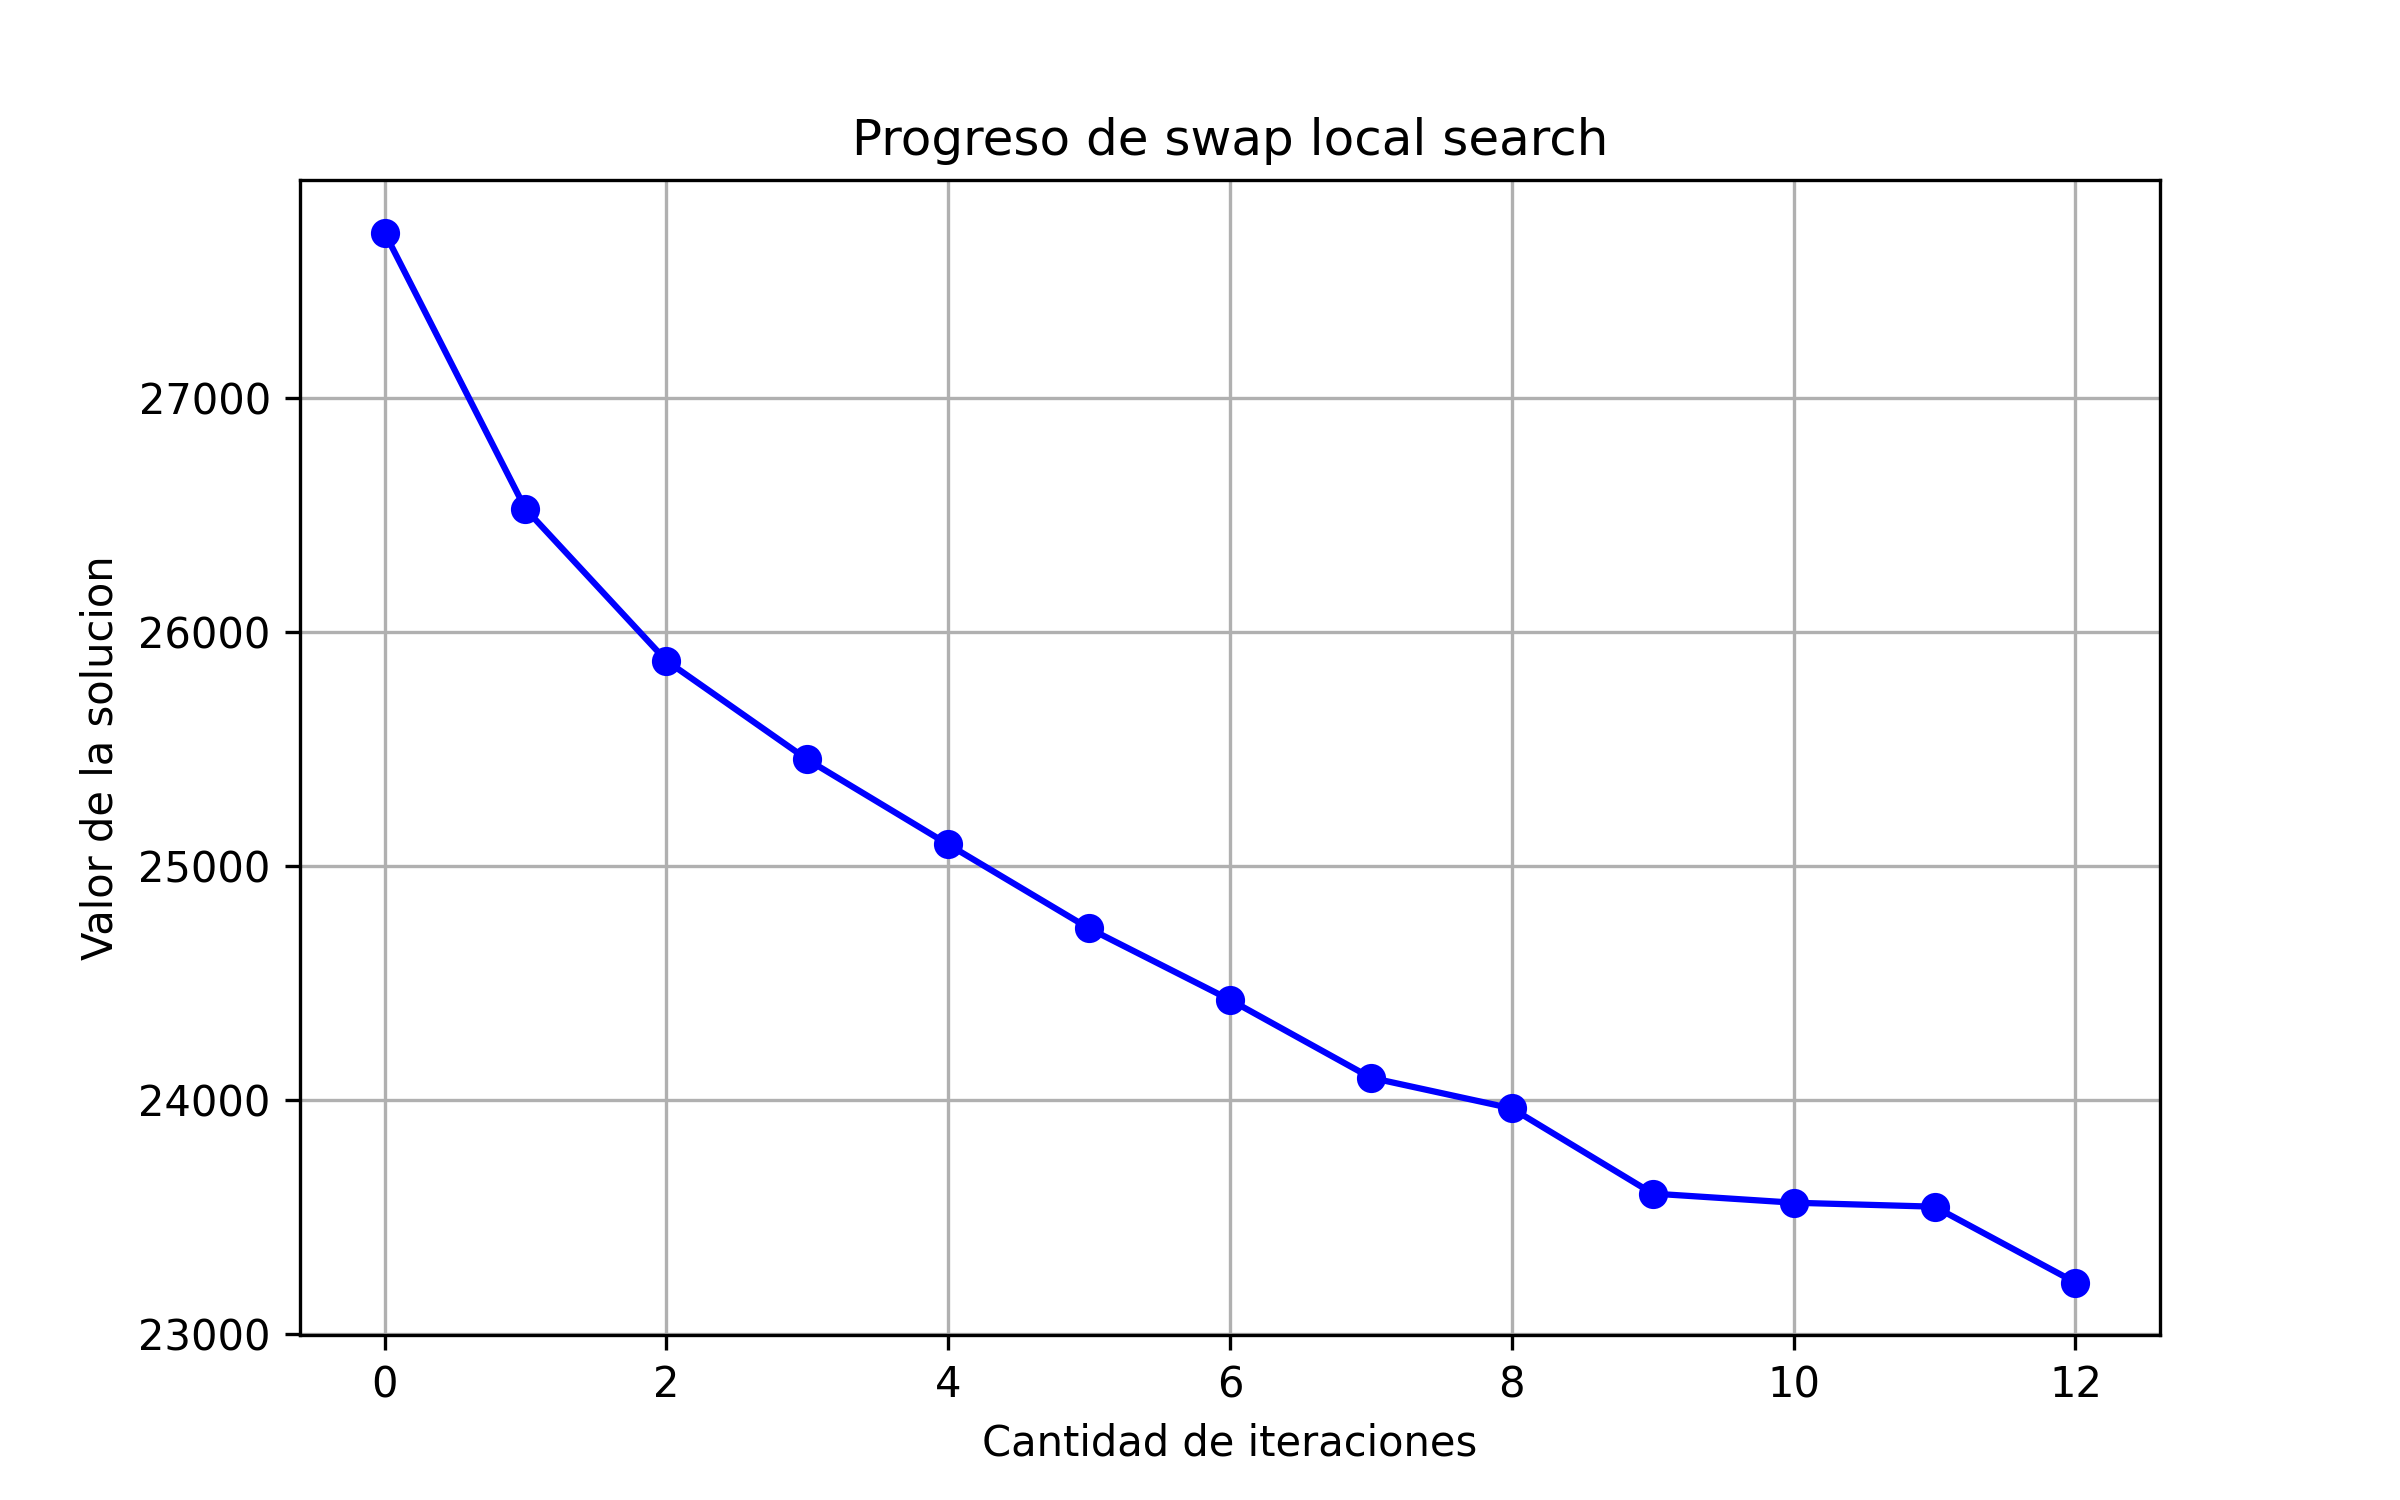 Progreso de swap local search
Valor de la solucion
27000
26000
25000
24000
23000
0 2 4 6 8 10 12
Cantidad de iteraciones